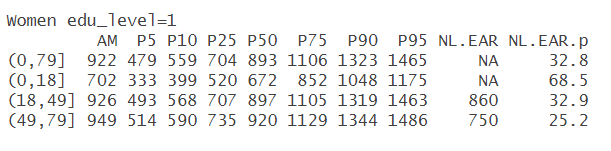 Women edu_level=1
AM P5 P10 P25 P50 P75 P90 P95 NL.EAR NL.EAR.p
(0,79] 922 479 559 704 893 1106 1323 1465 NA 32.8
(0,18] 702 333 399 520 672 852 1048 1175 NA 68.5
(18,49] 926 493 568 707 897 1105 1319 1463 860 32.9
(49,79] 949 514 590 735 920 1129 1344 1486 750 25.2